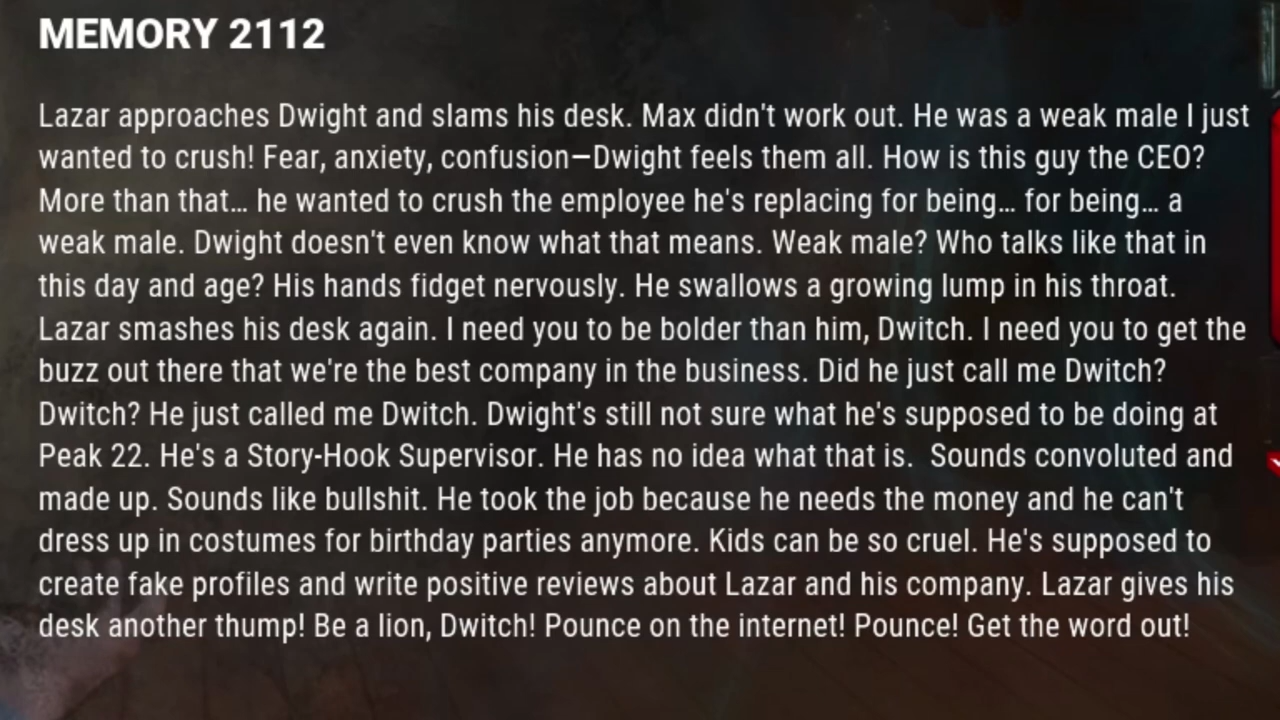 MEMORY 2112
Lazar approaches Dwight and slams his desk. Max didn't work out. He was a weak male I just
wanted to crush! Fear, anxiety, confusion—Dwight feels them all. How is this guy the CEO?
More than that... he wanted to crush the employee he's replacing for being... for being... a
weak male. Dwight doesn't even know what that means. Weak male? Who talks like that in
this day and age? His hands fidget nervously. He swallows a growing lump in his throat.
Lazar smashes his desk again. I need you to be bolder than him, Dwitch. I need you to get the
buzz out there that we're the best company in the business. Did he just call me Dwitch?
Dwitch? He just called me Dwitch. Dwight's still not sure what he's supposed to be doing at
Peak 22. He's a Story-Hook Supervisor. He has no idea what that is.  Sounds convoluted and
made up. Sounds like bullshit. He took the job because he needs the money and he can't
dress up in costumes for birthday parties anymore. Kids can be so cruel. He's supposed to
create fake profiles and write positive reviews about Lazar and his company. Lazar gives his
desk another thump! Be a lion, Dwitch! Pounce on the internet! Pounce! Get the word out!